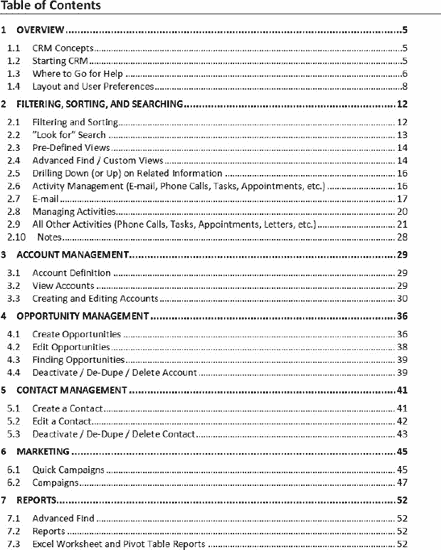 Table of Contents
1 OVERVIEW 5
1.1 CRM Concepts 5
1.2 Starting CRM 5
1.3 Where to Go for Help 6
1.4 Layout and User Preferences 8
2 FILTERING, SORTING, AND SEARCHING 12
2.1 Filtering and Sorting 12
2.2 "Look for" Search 13
2.3 Pre-Defined Views 14
2.4 Advanced Find / Custom Views 14
2.5 Drilling Down (or Up) on Related Information 16
2.6 Activity Management (E-mail, Phone Calls, Tasks, Appointments, etc.) 16
2.7 E-mail 17
2.8 Managing Activities 20
2.9 All Other Activities (Phone Calls, Tasks, Appointments, Letters, etc.) 21
2.10 Notes 28
3 ACCOUNT MANAGEMENT 29
3.1 Account Definition 29
3.2 View Accounts 29
3.3 Creating and Editing Accounts 30
4 OPPORTUNITY MANAGEMENT 36
4.1 Create Opportunities 36
4.2 Edit Opportunities 38
4.3 Finding Opportunities 39
4.4 Deactivate / De-Dupe / Delete Account 39
5 CONTACT MANAGEMENT 41
5.1 Create a Contact 41
5.2 Edit a Contact 42
5.3 Deactivate / De-Dupe / Delete Contact 43
6 MARKETING 45
6.1 Quick Campaigns 45
6.2 Campaigns 47
7 REPORTS 52
7.1 Advanced Find 52
7.2 Reports 52
7.3 Excel Worksheet and Pivot Table Reports 52